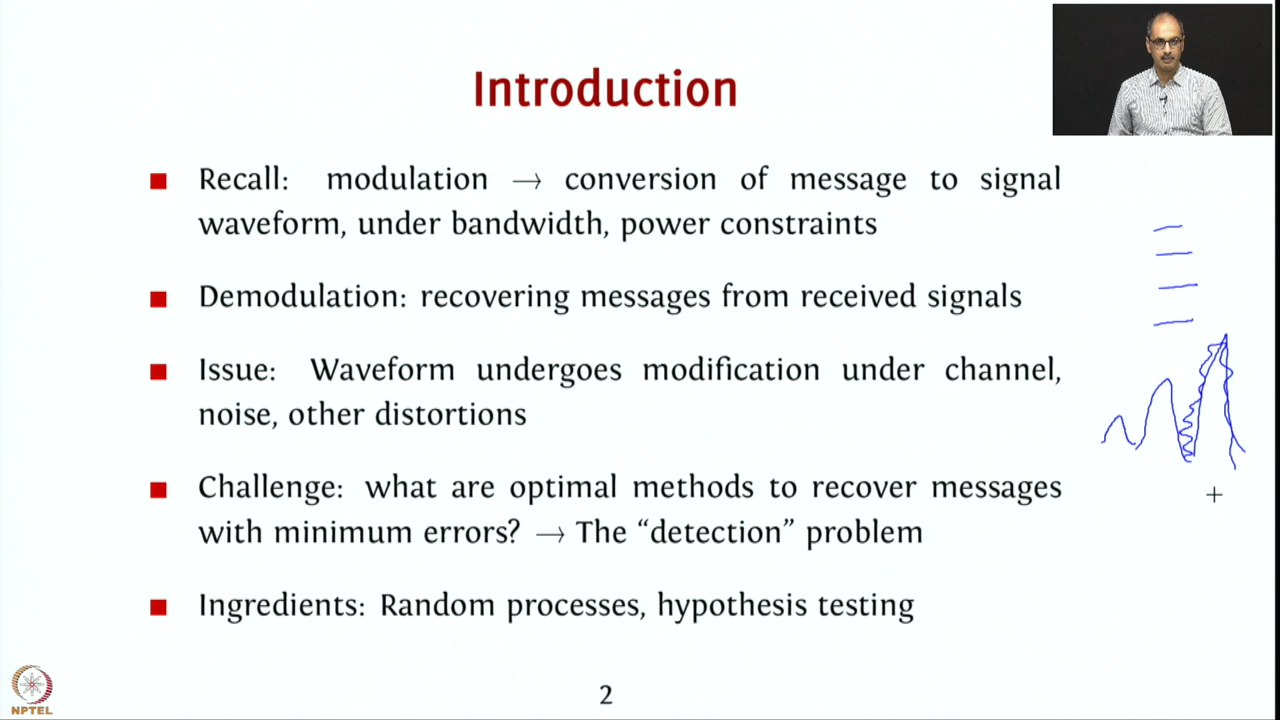 Introduction
Recall: modulation → conversion of message to signal
waveform, under bandwidth, power constraints
Demodulation: recovering messages from received signals
Issue: Waveform undergoes modification under channel,
noise, other distortions
Challenge: what are optimal methods to recover messages
with minimum errors? → The “detection” problem
Ingredients: Random processes, hypothesis testing
NPTEL
2